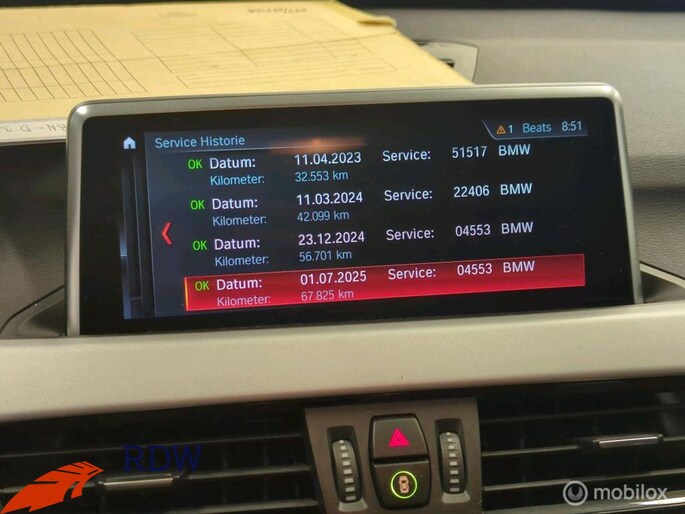 Service Historie
1 Beats 8:51
OK Datum: 11.04.2023 Service: 51517 BMW
Kilometer: 32.553 km
OK Datum: 11.03.2024 Service: 22406 BMW
Kilometer: 42.099 km
OK Datum: 23.12.2024 Service: 04553 BMW
Kilometer: 56.701 km
OK Datum: 01.07.2025 Service: 04553 BMW
Kilometer: 67.825 km
RDW
mobilox